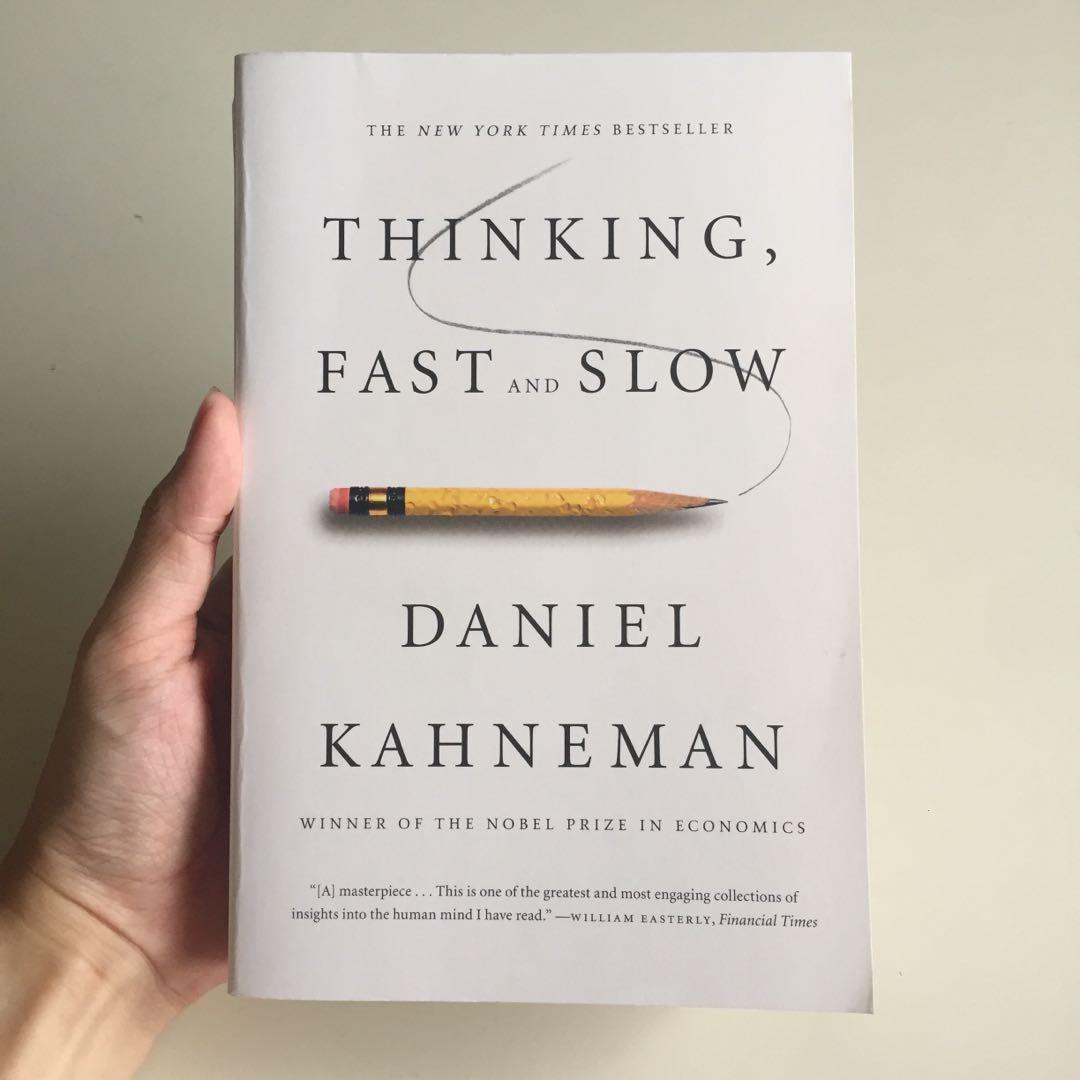 THE NEW YORK TIMES BESTSELLER
THINKING,
FAST AND SLOW
DANIEL
KAHNEMAN
WINNER OF THE NOBEL PRIZE IN ECONOMICS
“[A] masterpiece . . . This is one of the greatest and most engaging collections of
insights into the human mind I have read.” —WILLIAM EASTERLY, Financial Times